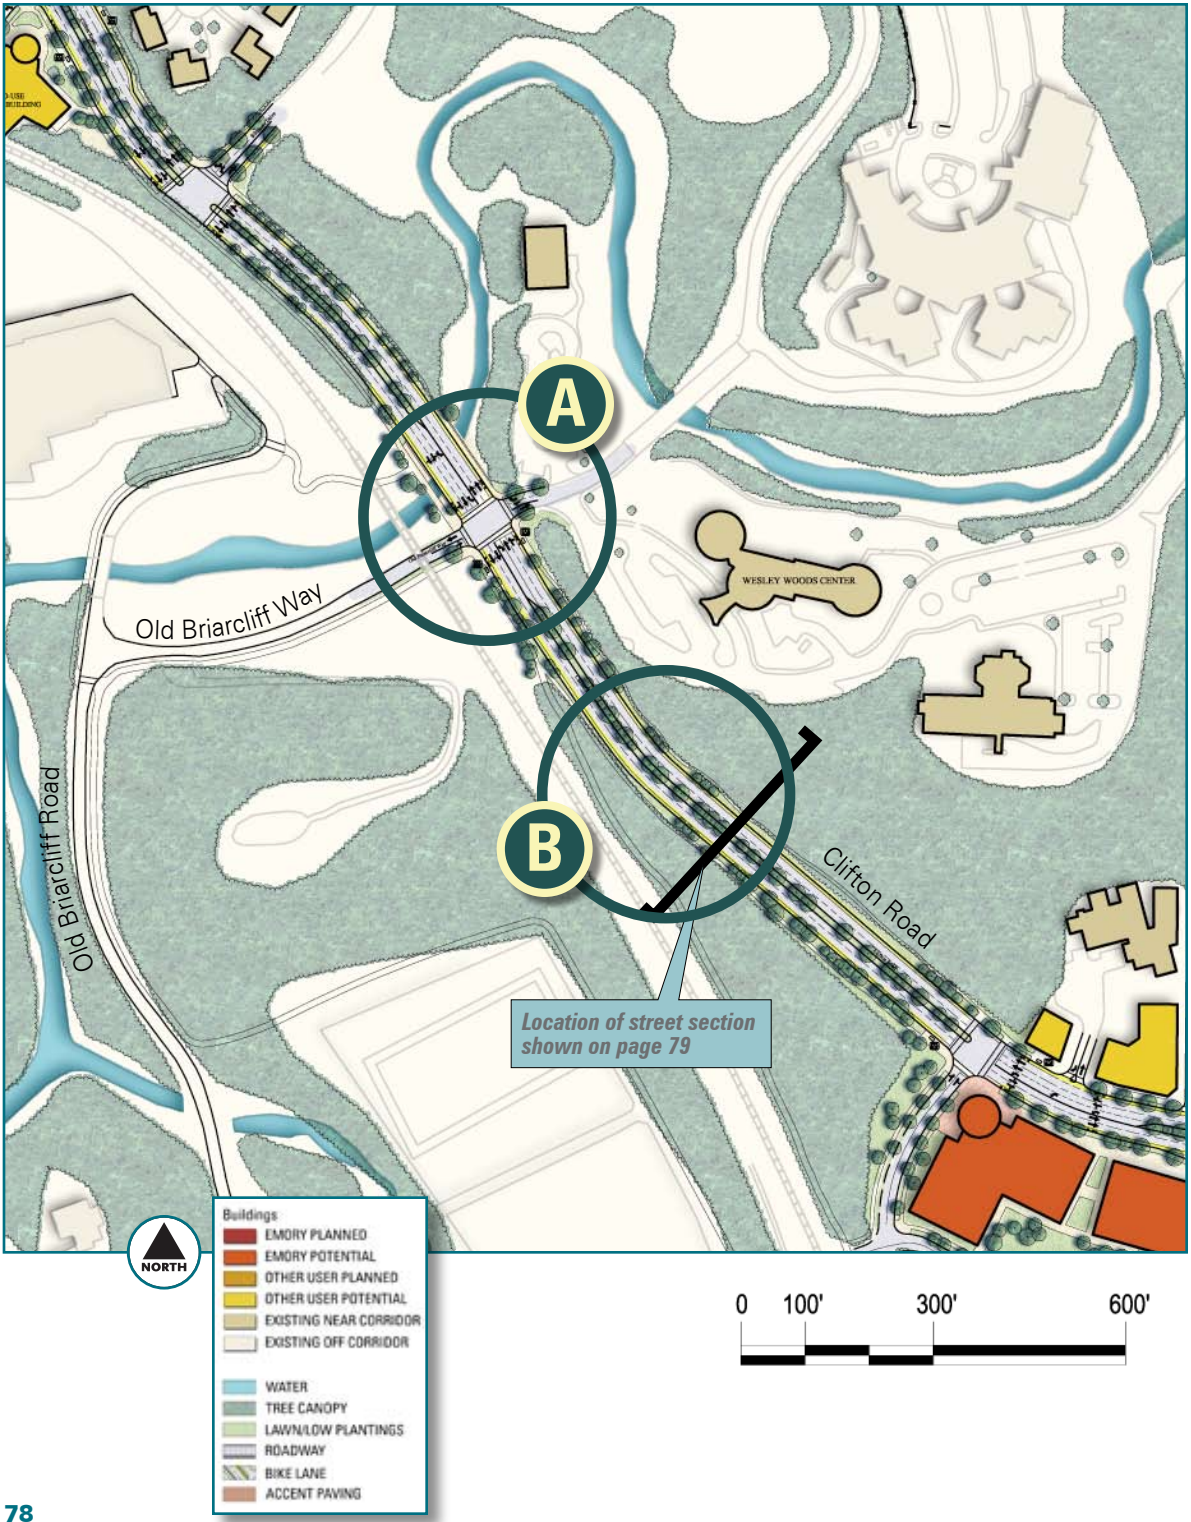 D-USE
BUILDING
A
WESLEY WOODS CENTER
Old Briarcliff Way
Old Briarcliff Road
B
Clifton Road
Location of street section
shown on page 79
NORTH
Buildings
EMORY PLANNED
EMORY POTENTIAL
OTHER USER PLANNED
OTHER USER POTENTIAL
EXISTING NEAR CORRIDOR
EXISTING OFF CORRIDOR
WATER
TREE CANOPY
LAWN/LOW PLANTINGS
ROADWAY
BIKE LANE
ACCENT PAVING
0 100' 300' 600'
78